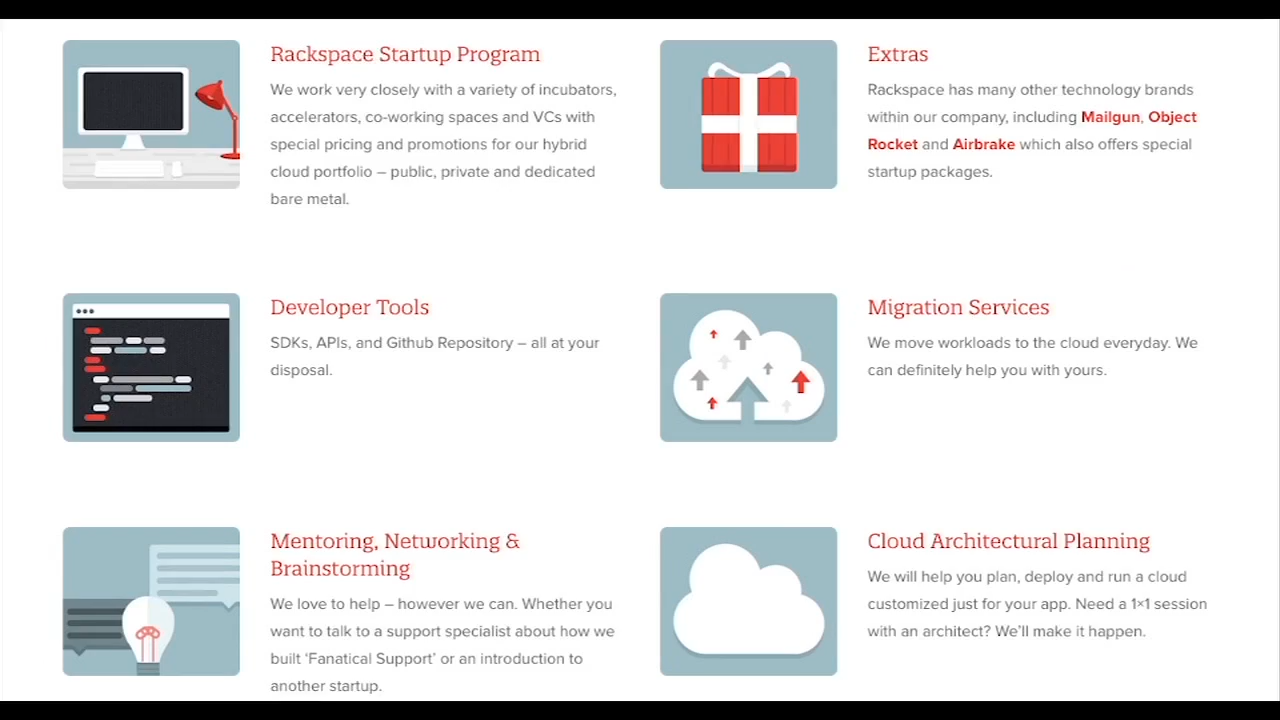 Rackspace Startup Program
We work very closely with a variety of incubators,
accelerators, co-working spaces and VCs with
special pricing and promotions for our hybrid
cloud portfolio – public, private and dedicated
bare metal.
Extras
Rackspace has many other technology brands
within our company, including Mailgun, Object
Rocket and Airbrake which also offers special
startup packages.
Developer Tools
SDKs, APIs, and Github Repository – all at your
disposal.
Migration Services
We move workloads to the cloud everyday. We
can definitely help you with yours.
Mentoring, Networking &
Brainstorming
We love to help – however we can. Whether you
want to talk to a support specialist about how we
built ‘Fanatical Support’ or an introduction to
another startup.
Cloud Architectural Planning
We will help you plan, deploy and run a cloud
customized just for your app. Need a 1×1 session
with an architect? We’ll make it happen.